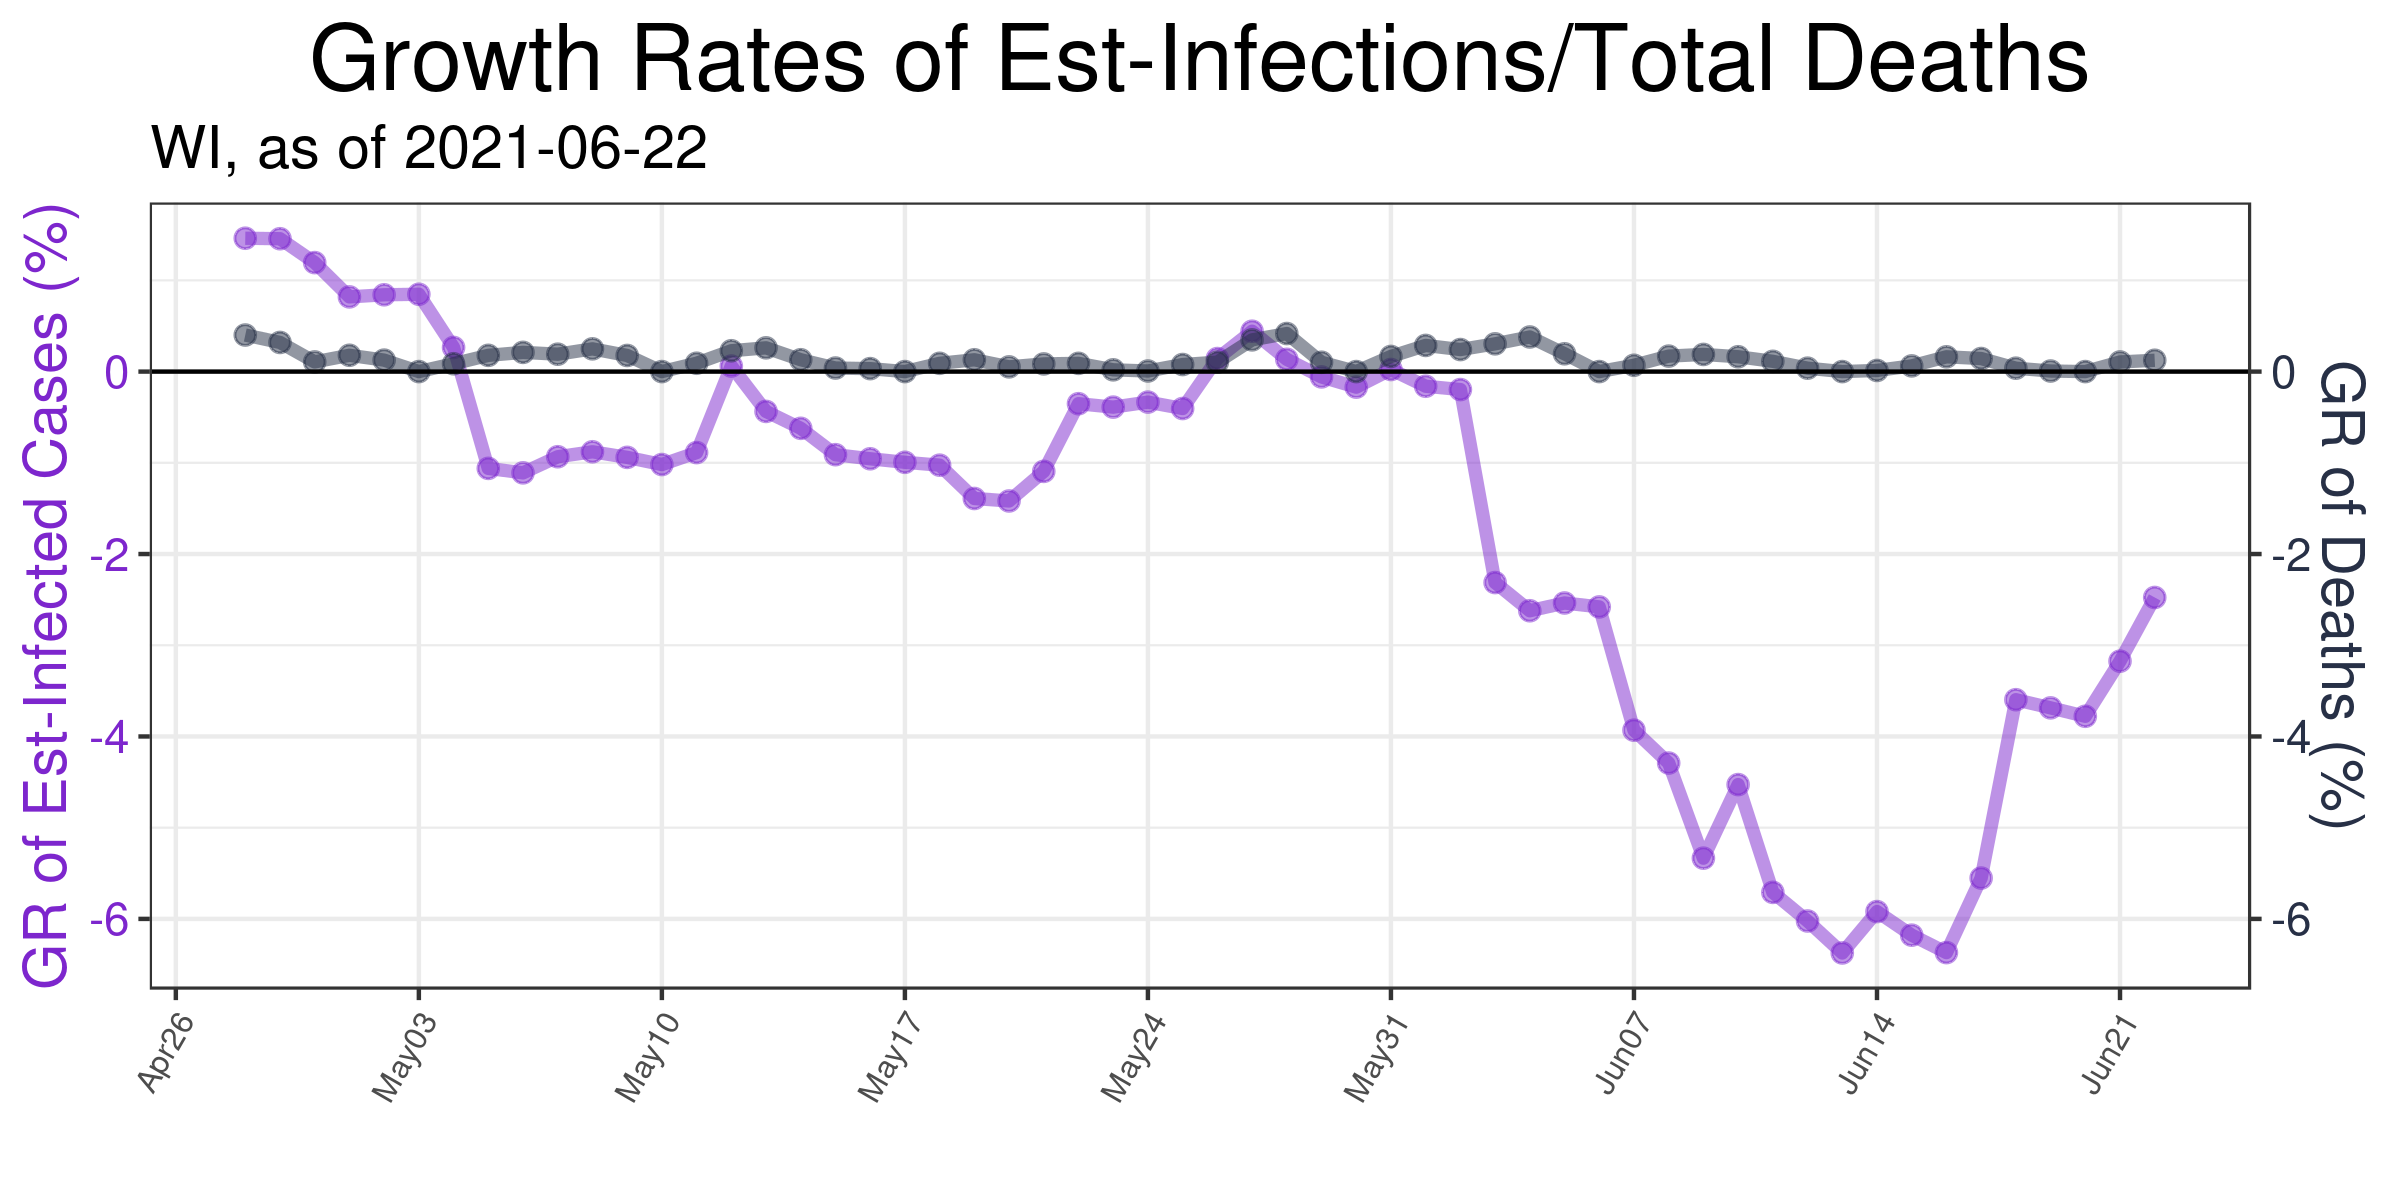 Growth Rates of Est-Infections/Total Deaths
WI, as of 2021-06-22
GR of Est-Infected Cases (%)
0
-2
-4
-6
0
-2
-4
-6
GR of Deaths (%)
Apr26
May03
May10
May17
May24
May31
Jun07
Jun14
Jun21